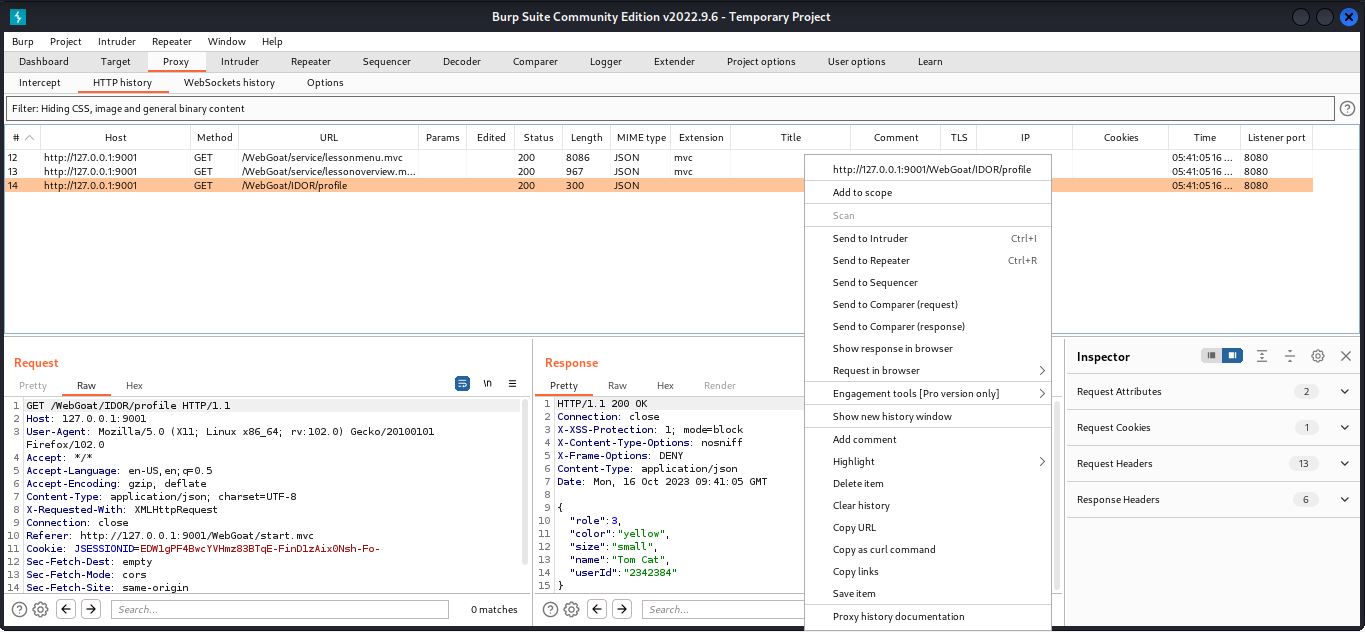 Burp Suite Community Edition v2022.9.6 - Temporary Project
Burp Project Intruder Repeater Window Help
Dashboard Target Proxy Intruder Repeater Sequencer Decoder Comparer Logger Extender Project options User options Learn
Intercept HTTP history WebSockets history Options
Filter: Hiding CSS, image and general binary content
# Host Method URL Params Edited Status Length MIME type Extension Title Comment TLS IP Cookies Time Listener port
12 http://127.0.0.1:9001 GET /WebGoat/service/lessonmenu.mvc 200 8086 JSON mvc 05:41:05 16 ... 8080
13 http://127.0.0.1:9001 GET /WebGoat/service/lessonoverview.m... 200 967 JSON mvc 05:41:05 16 ... 8080
14 http://127.0.0.1:9001 GET /WebGoat/IDOR/profile 200 300 JSON 05:41:05 16 ... 8080
http://127.0.0.1:9001/WebGoat/IDOR/profile
Add to scope
Scan
Send to Intruder Ctrl+I
Send to Repeater Ctrl+R
Send to Sequencer
Send to Comparer (request)
Send to Comparer (response)
Show response in browser
Request in browser
Engagement tools [Pro version only]
Show new history window
Add comment
Highlight
Delete item
Clear history
Copy URL
Copy as curl command
Copy links
Save item
Proxy history documentation
Request
Pretty Raw Hex
\n
1 GET /WebGoat/IDOR/profile HTTP/1.1
2 Host: 127.0.0.1:9001
3 User-Agent: Mozilla/5.0 (X11; Linux x86_64; rv:102.0) Gecko/20100101
Firefox/102.0
4 Accept: */*
5 Accept-Language: en-US,en;q=0.5
6 Accept-Encoding: gzip, deflate
7 Content-Type: application/json; charset=UTF-8
8 X-Requested-With: XMLHttpRequest
9 Connection: close
10 Referer: http://127.0.0.1:9001/WebGoat/start.mvc
11 Cookie: JSESSIONID=EDW1gPF4BwcYVHmz83BTqE-FinDlzAix0Nsh-Fo-
12 Sec-Fetch-Dest: empty
13 Sec-Fetch-Mode: cors
14 Sec-Fetch-Site: same-origin
Search...
0 matches
Response
Pretty Raw Hex Render
1 HTTP/1.1 200 OK
2 Connection: close
3 X-XSS-Protection: 1; mode=block
4 X-Content-Type-Options: nosniff
5 X-Frame-Options: DENY
6 Content-Type: application/json
7 Date: Mon, 16 Oct 2023 09:41:05 GMT
8
9 {
10 "role":3,
11 "color":"yellow",
12 "size":"small",
13 "name":"Tom Cat",
14 "userId":"2342384"
15 }
Search...
Inspector
Request Attributes 2
Request Cookies 1
Request Headers 13
Response Headers 6